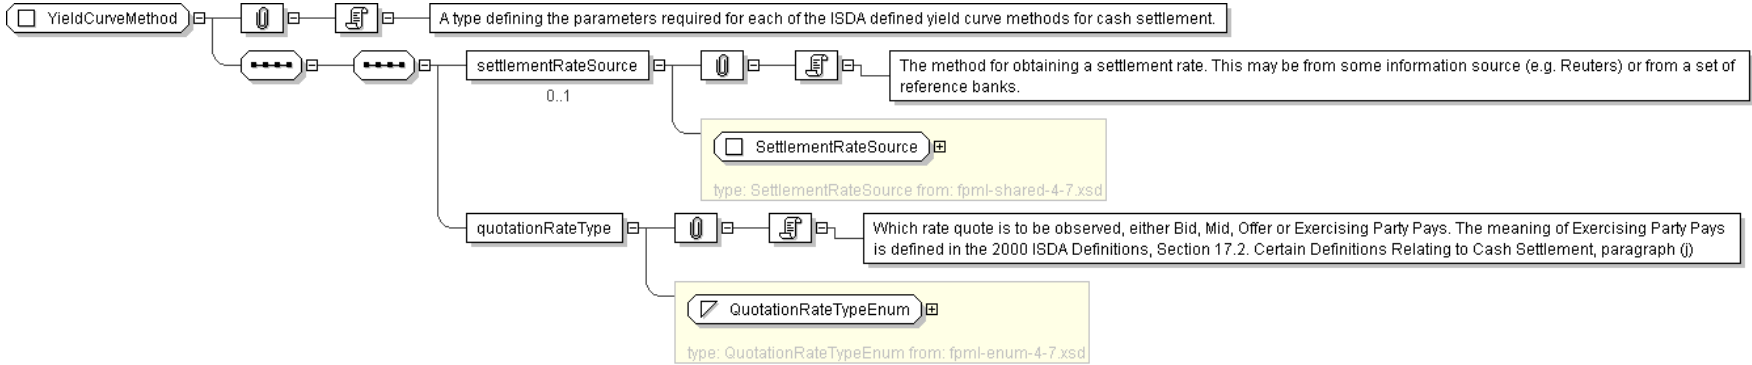 YieldCurveMethod
A type defining the parameters required for each of the ISDA defined yield curve methods for cash settlement.
settlementRateSource
0..1
The method for obtaining a settlement rate. This may be from some information source (e.g. Reuters) or from a set of
reference banks.
SettlementRateSource
type: SettlementRateSource from: fpml-shared-4-7.xsd
quotationRateType
Which rate quote is to be observed, either Bid, Mid, Offer or Exercising Party Pays. The meaning of Exercising Party Pays
is defined in the 2000 ISDA Definitions, Section 17.2. Certain Definitions Relating to Cash Settlement, paragraph (j)
QuotationRateTypeEnum
type: QuotationRateTypeEnum from: fpml-enum-4-7.xsd